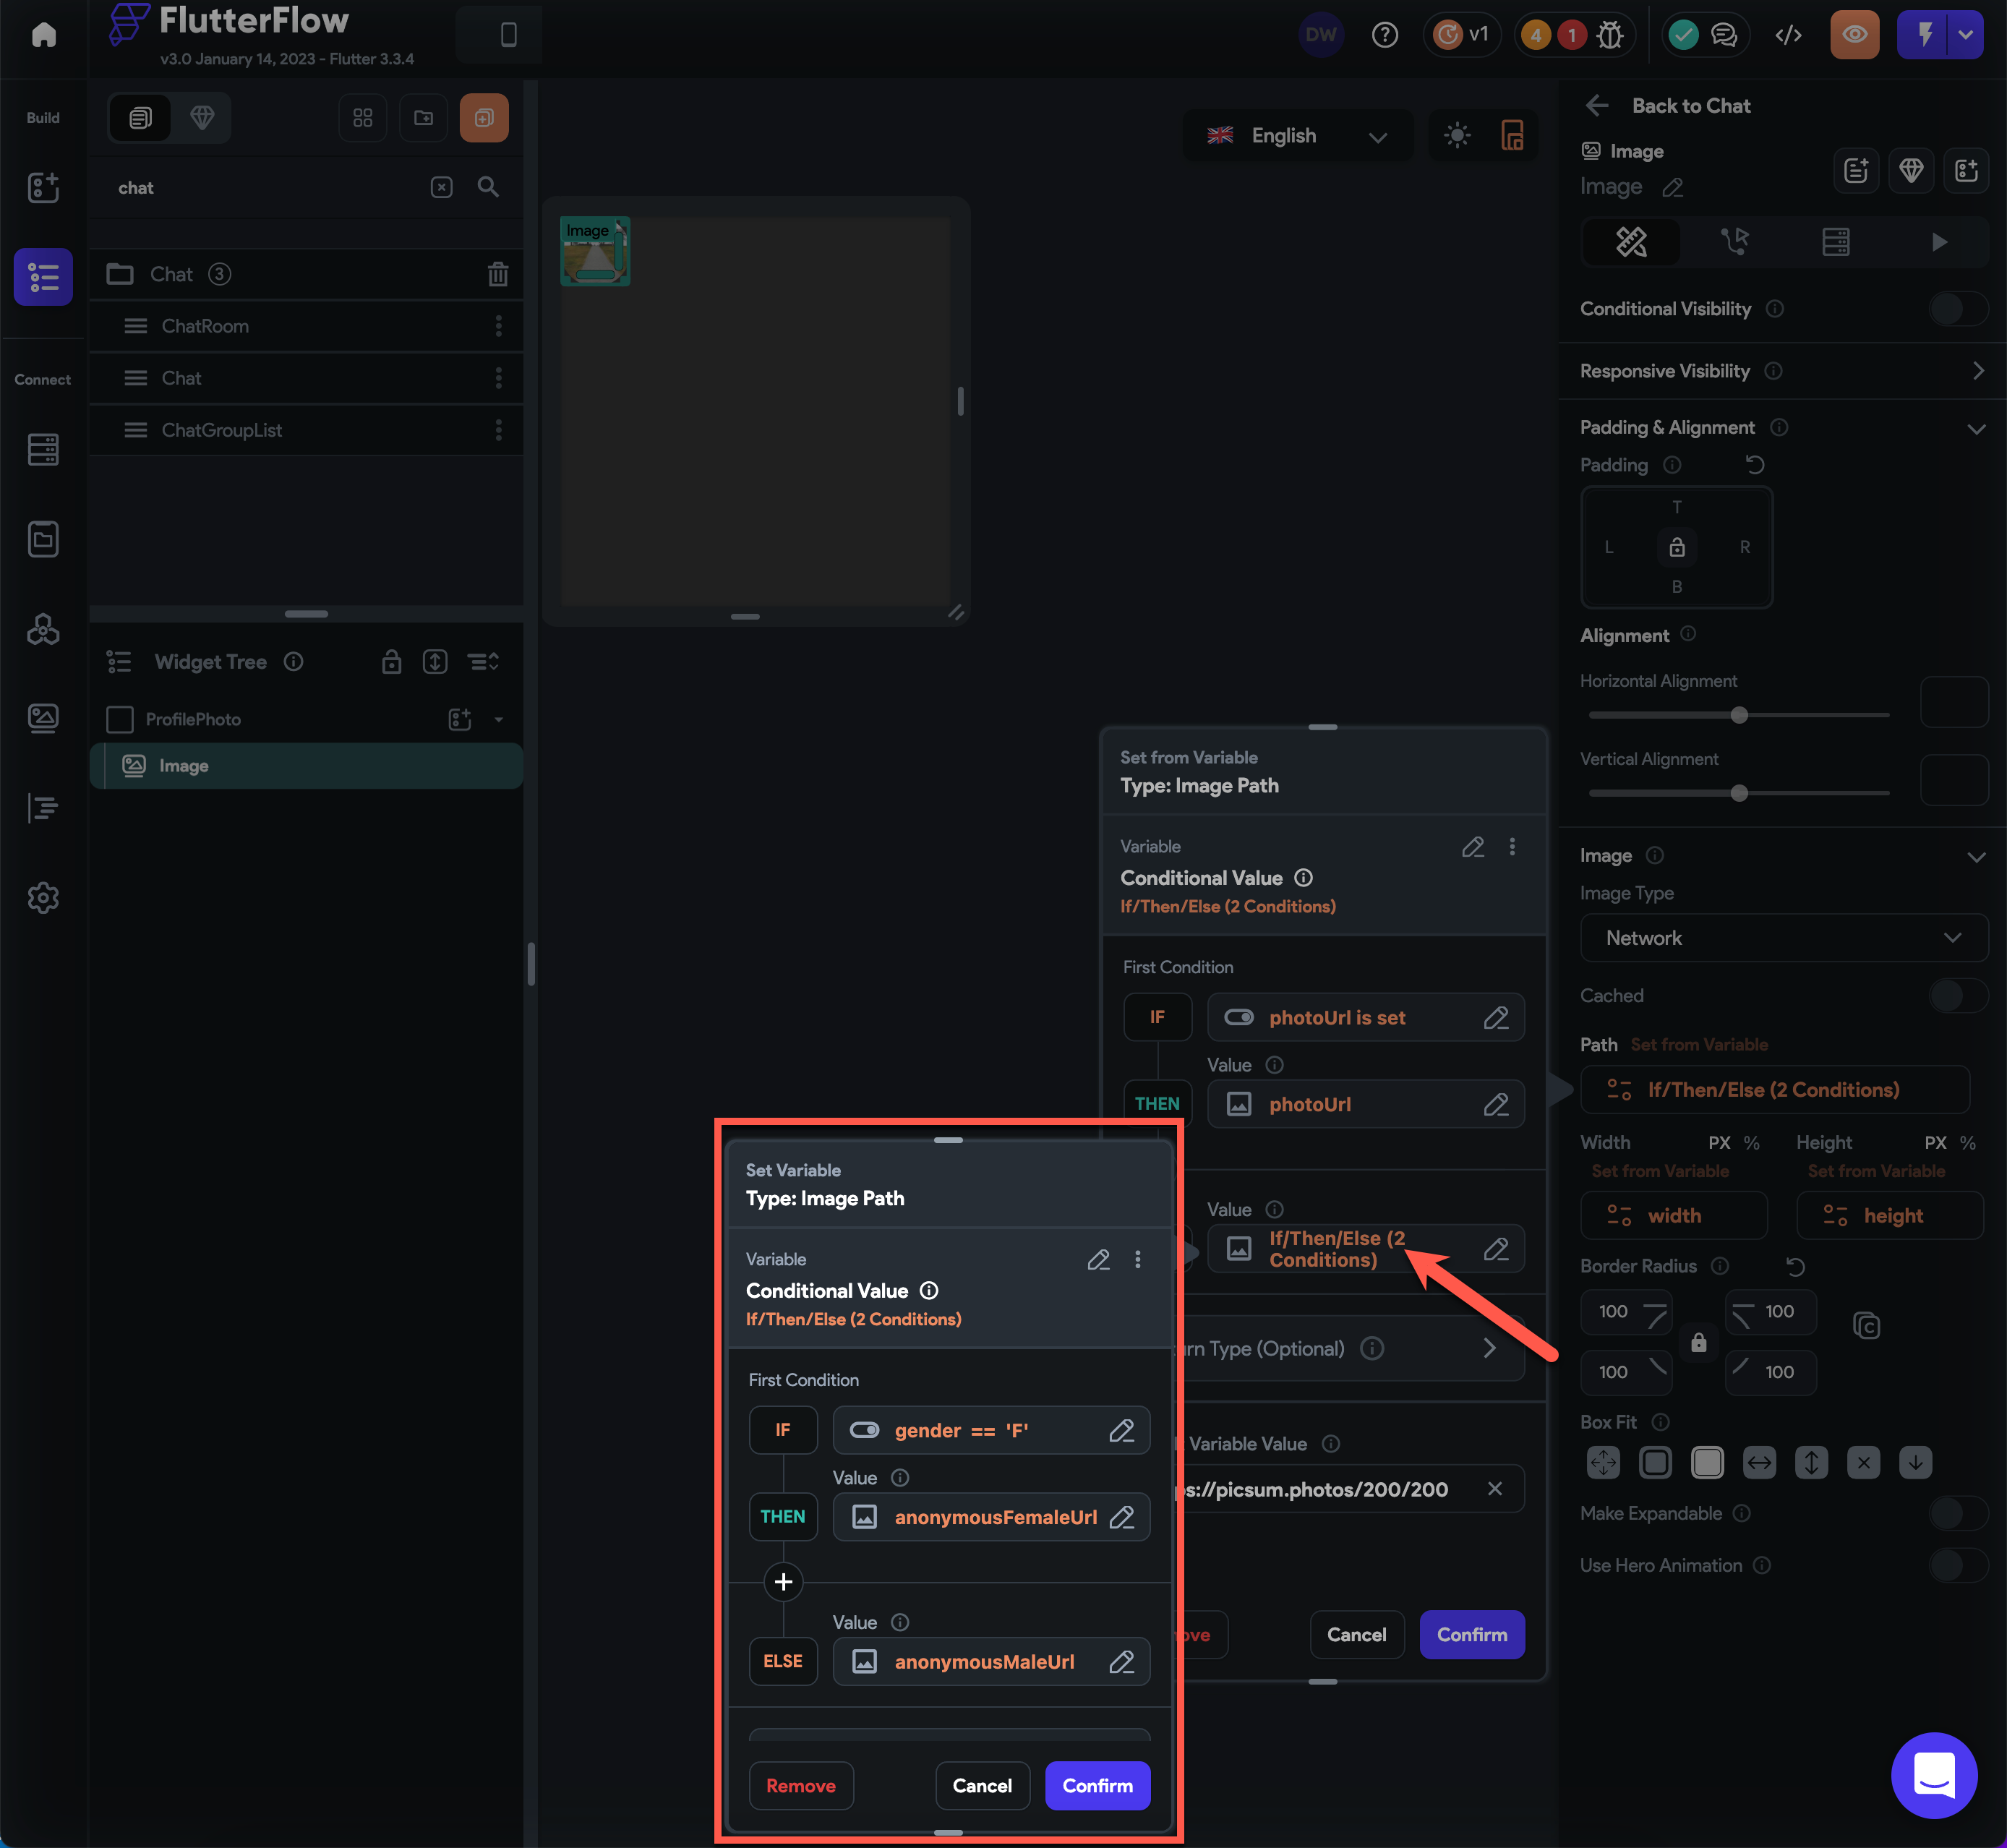 FlutterFlow
v3.0 January 14, 2023 - Flutter 3.3.4
DW
v1
4
1
Build
Connect
chat
Chat 3
ChatRoom
Chat
ChatGroupList
Widget Tree
ProfilePhoto
Image
English
Image
Set from Variable
Type: Image Path
Variable
Conditional Value
If/Then/Else (2 Conditions)
First Condition
IF
photoUrl is set
Value
THEN
photoUrl
Value
If/Then/Else (2
Conditions)
urn Type (Optional)
Variable Value
ps://picsum.photos/200/200
ove
Cancel
Confirm
Set Variable
Type: Image Path
Variable
Conditional Value
If/Then/Else (2 Conditions)
First Condition
IF
gender == 'F'
Value
THEN
anonymousFemaleUrl
Value
ELSE
anonymousMaleUrl
Remove
Cancel
Confirm
Back to Chat
Image
Image
Conditional Visibility
Responsive Visibility
Padding & Alignment
Padding
T
L
R
B
Alignment
Horizontal Alignment
Vertical Alignment
Image
Image Type
Network
Cached
Path Set from Variable
If/Then/Else (2 Conditions)
Width PX % Height PX %
Set from Variable Set from Variable
width height
Border Radius
100 100
100 100
Box Fit
Make Expandable
Use Hero Animation